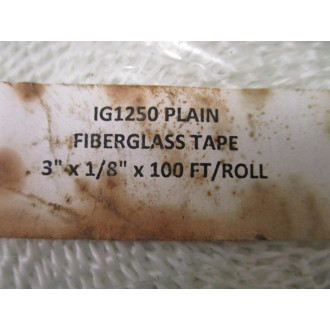 IG1250 PLAIN
FIBERGLASS TAPE
3" x 1/8" x 100 FT/ROLL